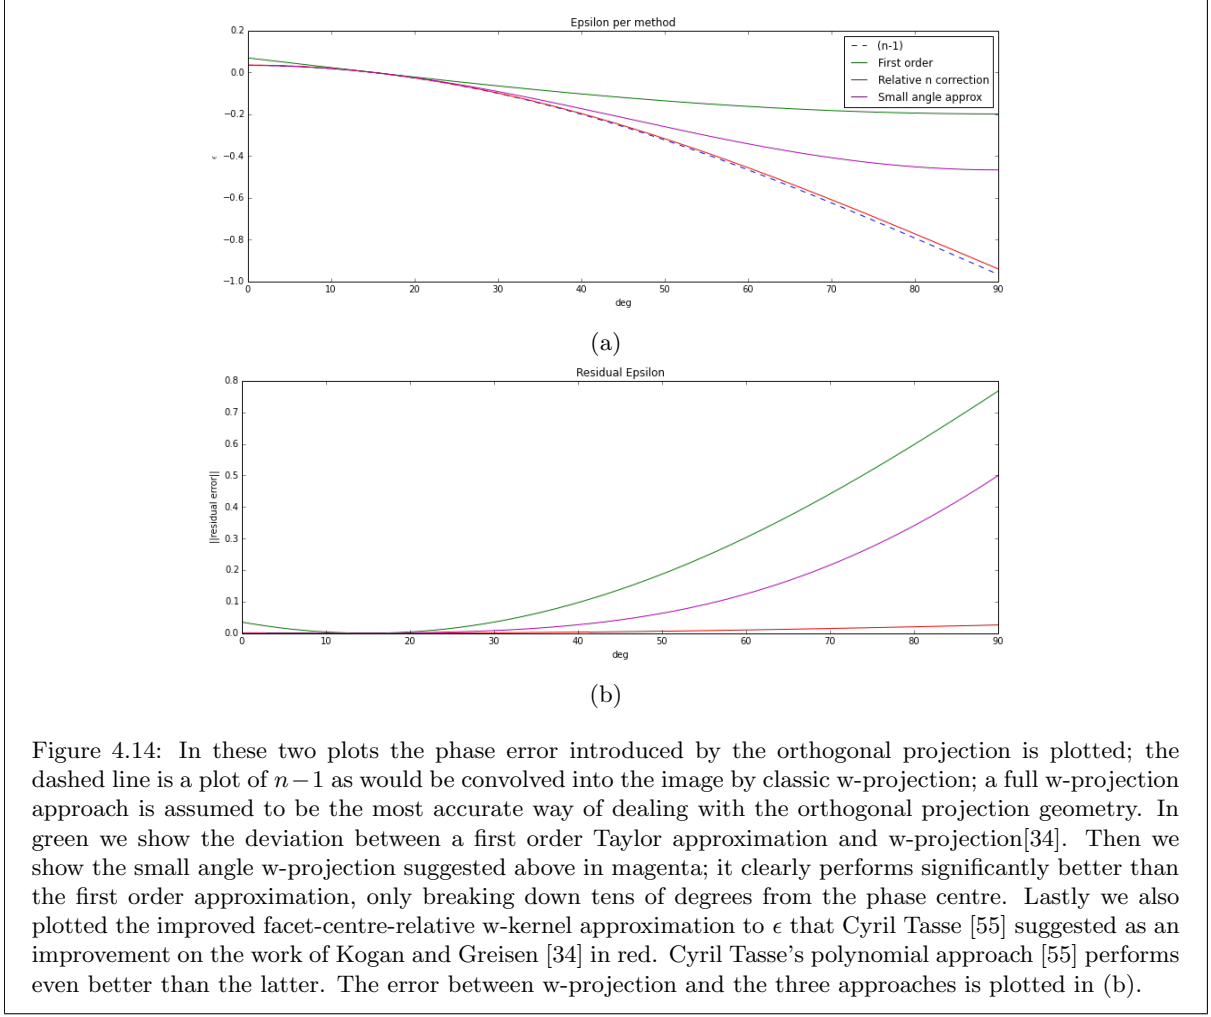 Epsilon per method
0.2
0.0
−0.2
−0.4
−0.6
−0.8
−1.0
ϵ
(n-1)
First order
Relative n correction
Small angle approx
0 10 20 30 40 50 60 70 80 90
deg
(a)
Residual Epsilon
0.8
0.7
0.6
0.5
0.4
0.3
0.2
0.1
0.0
||residual error||
0 10 20 30 40 50 60 70 80 90
deg
(b)
Figure 4.14: In these two plots the phase error introduced by the orthogonal projection is plotted; the
dashed line is a plot of n−1 as would be convolved into the image by classic w-projection; a full w-projection
approach is assumed to be the most accurate way of dealing with the orthogonal projection geometry. In
green we show the deviation between a first order Taylor approximation and w-projection[34]. Then we
show the small angle w-projection suggested above in magenta; it clearly performs significantly better than
the first order approximation, only breaking down tens of degrees from the phase centre. Lastly we also
plotted the improved facet-centre-relative w-kernel approximation to ϵ that Cyril Tasse [55] suggested as an
improvement on the work of Kogan and Greisen [34] in red. Cyril Tasse's polynomial approach [55] performs
even better than the latter. The error between w-projection and the three approaches is plotted in (b).